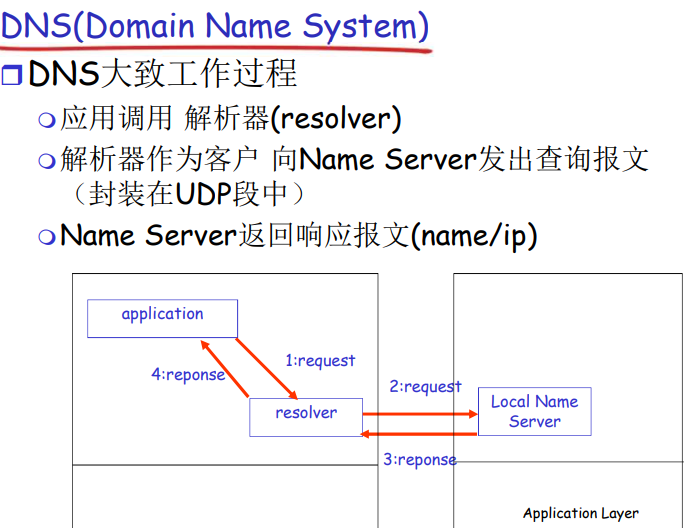 DNS(Domain Name System)
DNS大致工作过程
应用调用 解析器(resolver)
解析器作为客户 向Name Server发出查询报文
（封装在UDP段中）
Name Server返回响应报文(name/ip)
application
1:request
4:reponse
2:request
resolver
Local Name
Server
3:reponse
Application Layer